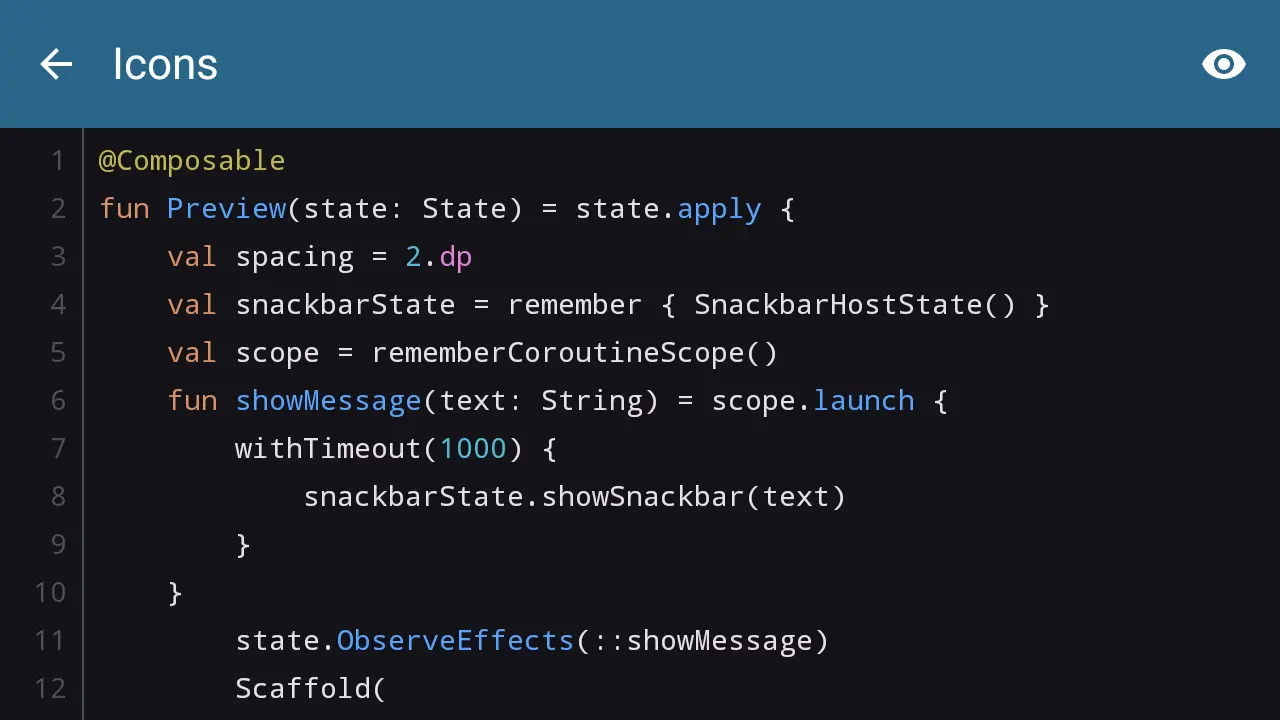 Icons
1 @Composable
2 fun Preview(state: State) = state.apply {
3     val spacing = 2.dp
4     val snackbarState = remember { SnackbarHostState() }
5     val scope = rememberCoroutineScope()
6     fun showMessage(text: String) = scope.launch {
7         withTimeout(1000) {
8             snackbarState.showSnackbar(text)
9         }
10     }
11         state.ObserveEffects(::showMessage)
12         Scaffold(